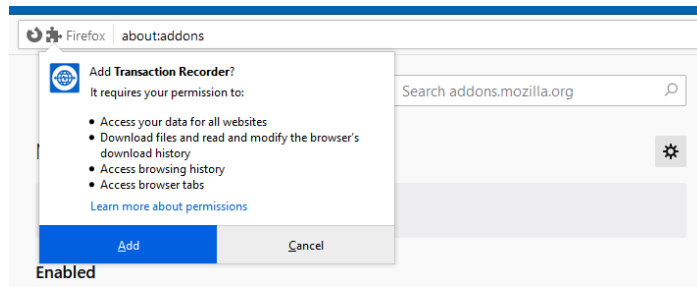 Firefox about:addons
Add Transaction Recorder?
It requires your permission to:
Search addons.mozilla.org
• Access your data for all websites
• Download files and read and modify the browser's
download history
• Access browsing history
• Access browser tabs
Learn more about permissions
Add Cancel
Enabled